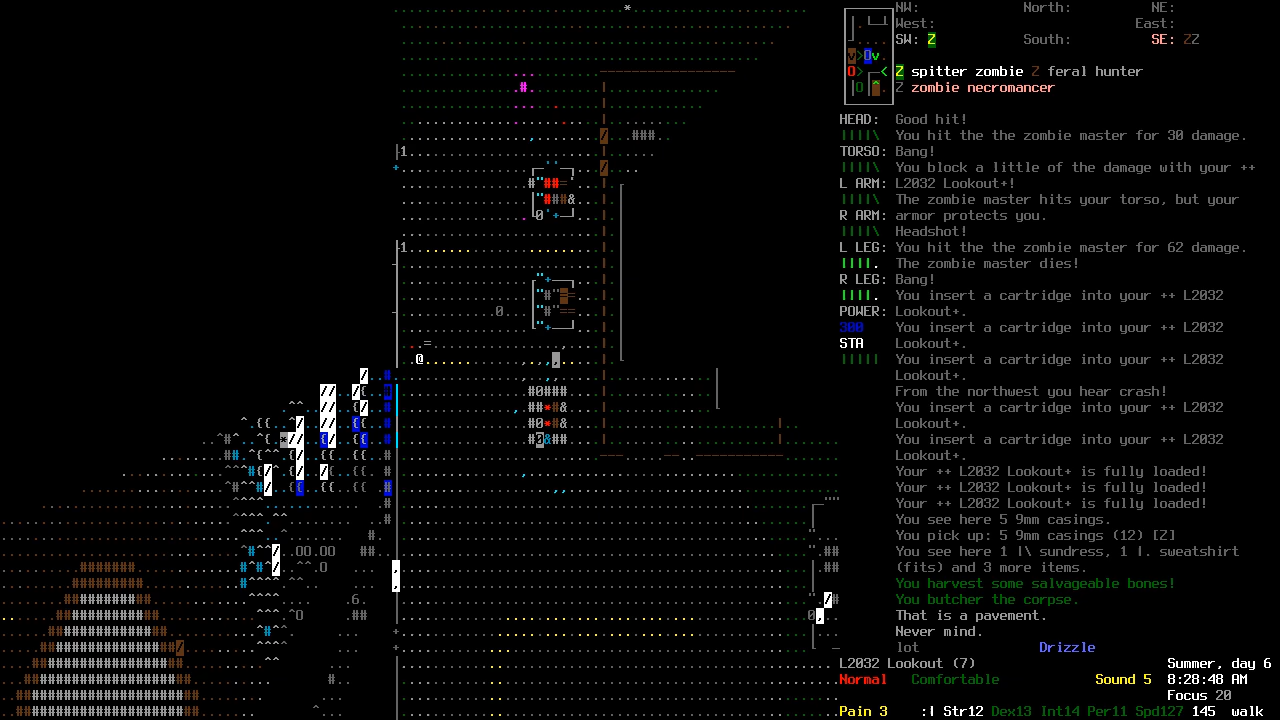 NW: North: NE:
West: East:
SW: Z South: SE: ZZ
Z spitter zombie Z feral hunter
Z zombie necromancer
HEAD: Good hit!
||||\ You hit the the zombie master for 30 damage.
TORSO: Bang!
||||\ You block a little of the damage with your ++
L ARM: L2032 Lookout+!
||||\ The zombie master hits your torso, but your
R ARM: armor protects you.
||||\ Headshot!
L LEG: You hit the the zombie master for 62 damage.
||||. The zombie master dies!
R LEG: Bang!
||||. You insert a cartridge into your ++ L2032
POWER: Lookout+.
300 You insert a cartridge into your ++ L2032
STA Lookout+.
||||| You insert a cartridge into your ++ L2032
Lookout+.
From the northwest you hear crash!
You insert a cartridge into your ++ L2032
Lookout+.
You insert a cartridge into your ++ L2032
Lookout+.
Your ++ L2032 Lookout+ is fully loaded!
Your ++ L2032 Lookout+ is fully loaded!
Your ++ L2032 Lookout+ is fully loaded!
You see here 5 9mm casings.
You pick up: 5 9mm casings (12) [Z]
You see here 1 |\ sundress, 1 |. sweatshirt
(fits) and 3 more items.
You harvest some salvageable bones!
You butcher the corpse.
That is a pavement.
Never mind.
lot Drizzle
L2032 Lookout (7) Summer, day 6
Normal Comfortable Sound 5 8:28:48 AM
Focus 20
Pain 3 :| Str12 Dex13 Int14 Per11 Spd127 145 walk